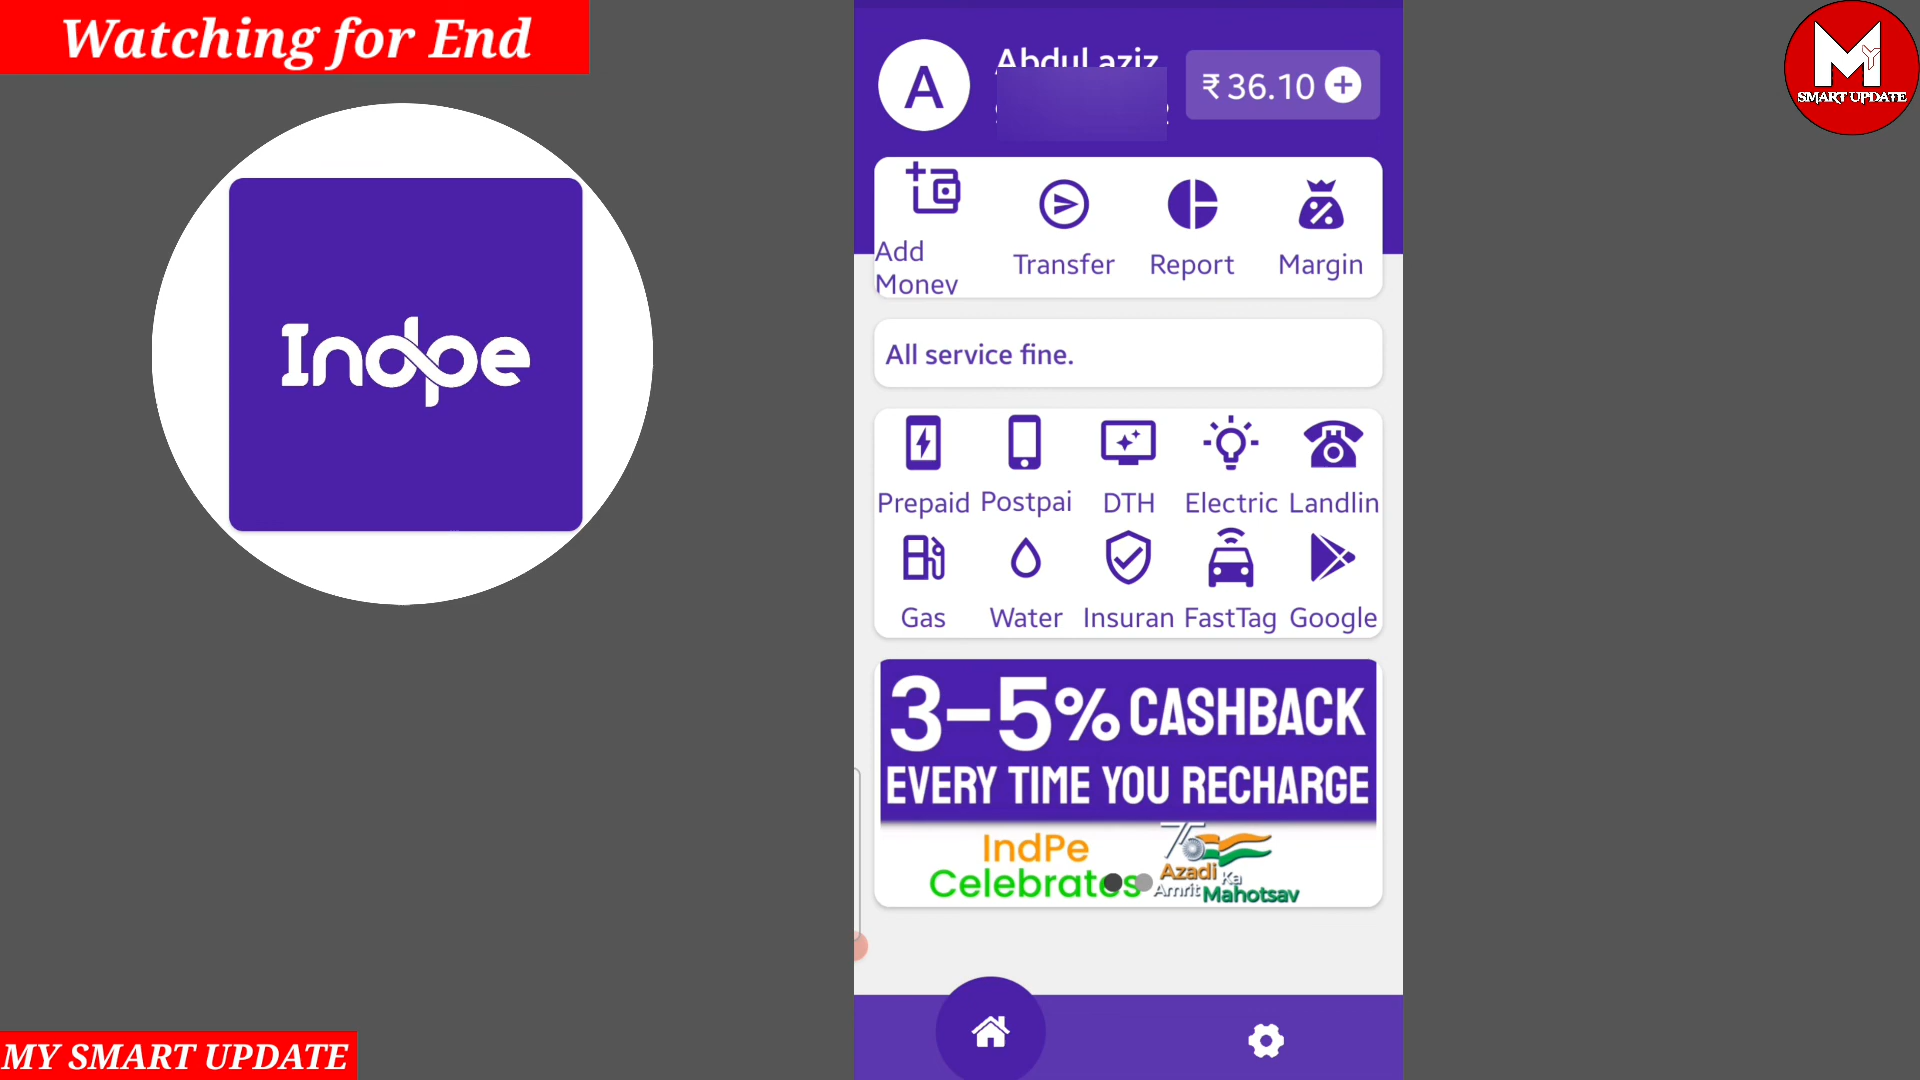 Watching for End
M
Y
SMART UPDATE
Indpe
A
Abdul aziz
₹ 36.10
Add
Money
Transfer
Report
Margin
All service fine.
Prepaid
Postpai
DTH
Electric
Landlin
Gas
Water
Insuran
FastTag
Google
3-5% CASHBACK
EVERY TIME YOU RECHARGE
IndPe
Celebrates
75
Azadi
Ka
Amrit
Mahotsav
MY SMART UPDATE